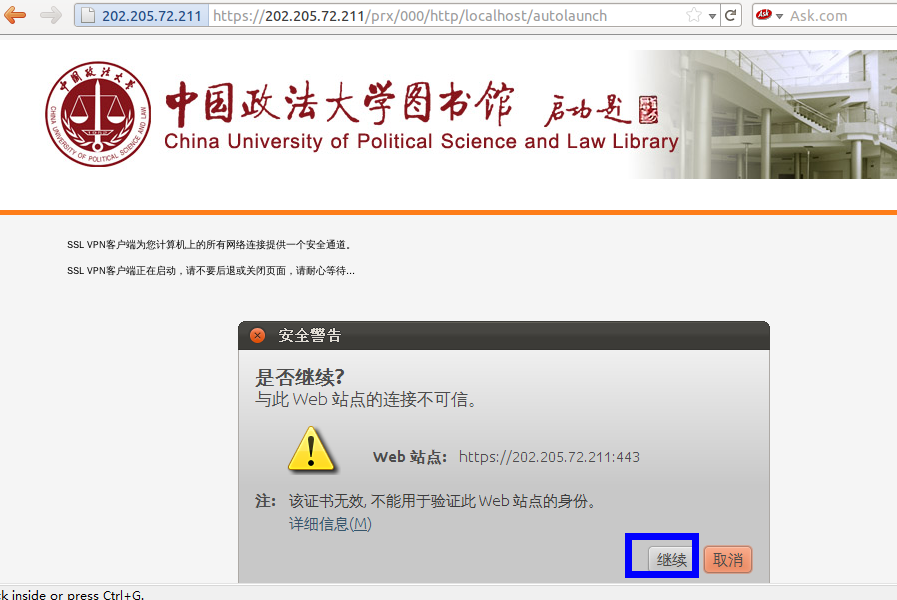 202.205.72.211 https://202.205.72.211/prx/000/http/localhost/autolaunch Ask Ask.com
中国政法大学
CHINA UNIVERSITY OF POLITICAL SCIENCE AND LAW
中国政法大学图书馆 启功题
China University of Political Science and Law Library
SSL VPN客户端为您计算机上的所有网络连接提供一个安全通道。
SSL VPN客户端正在启动，请不要后退或关闭页面，请耐心等待...
安全警告
是否继续?
与此 Web 站点的连接不可信。
Web 站点: https://202.205.72.211:443
注: 该证书无效, 不能用于验证此 Web 站点的身份。
详细信息(M)
继续 取消
ck inside or press Ctrl+G.